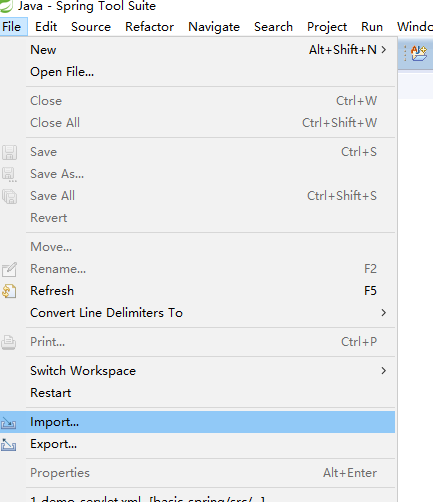 Java - Spring Tool Suite
File Edit Source Refactor Navigate Search Project Run Windo
New Alt+Shift+N >
Open File...
Close Ctrl+W
Close All Ctrl+Shift+W
Save Ctrl+S
Save As...
Save All Ctrl+Shift+S
Revert
Move...
Rename... F2
Refresh F5
Convert Line Delimiters To >
Print... Ctrl+P
Switch Workspace >
Restart
Import...
Export...
Properties Alt+Enter
1 demo-servlet.xml [basic-spring/src/...]